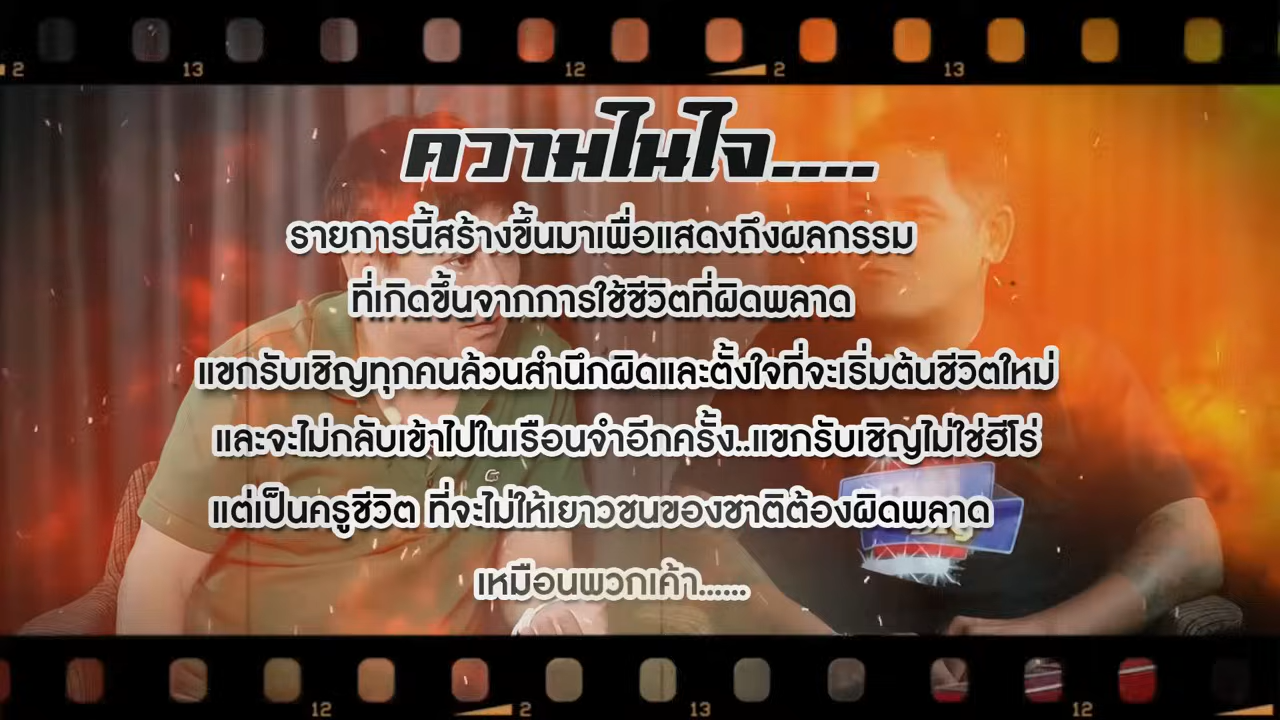 2 13 12 2 13
ความในใจ....
รายการนี้สร้างขึ้นมาเพื่อแสดงถึงผลกรรม
ที่เกิดขึ้นจากการใช้ชีวิตที่ผิดพลาด
แขกรับเชิญทุกคนล้วนสำนึกผิดและตั้งใจที่จะเริ่มต้นชีวิตใหม่
และจะไม่กลับเข้าไปในเรือนจำอีกครั้ง..แขกรับเชิญไม่ใช่ฮีโร่
แต่เป็นครูชีวิต ที่จะไม่ให้เยาวชนของชาติต้องผิดพลาด
เหมือนพวกเค้า......
12 2 13 12